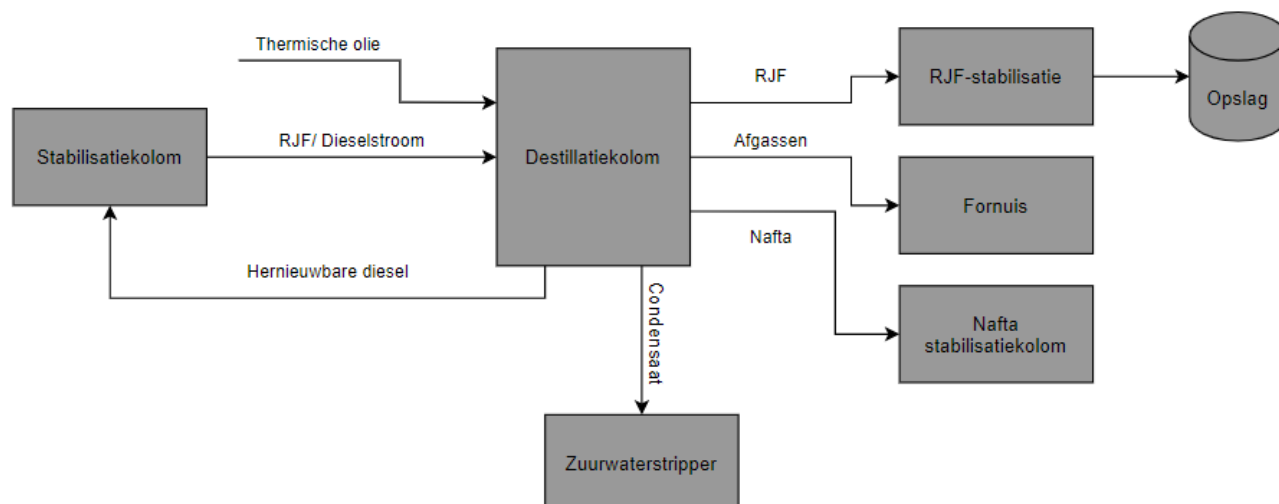 Thermische olie
RJF
RJF-stabilisatie
Opslag
Stabilisatiekolom
RJF/ Dieselstroom
Destillatiekolom
Afgassen
Fornuis
Nafta
Hernieuwbare diesel
Condensaat
Nafta
stabilisatiekolom
Zuurwaterstripper